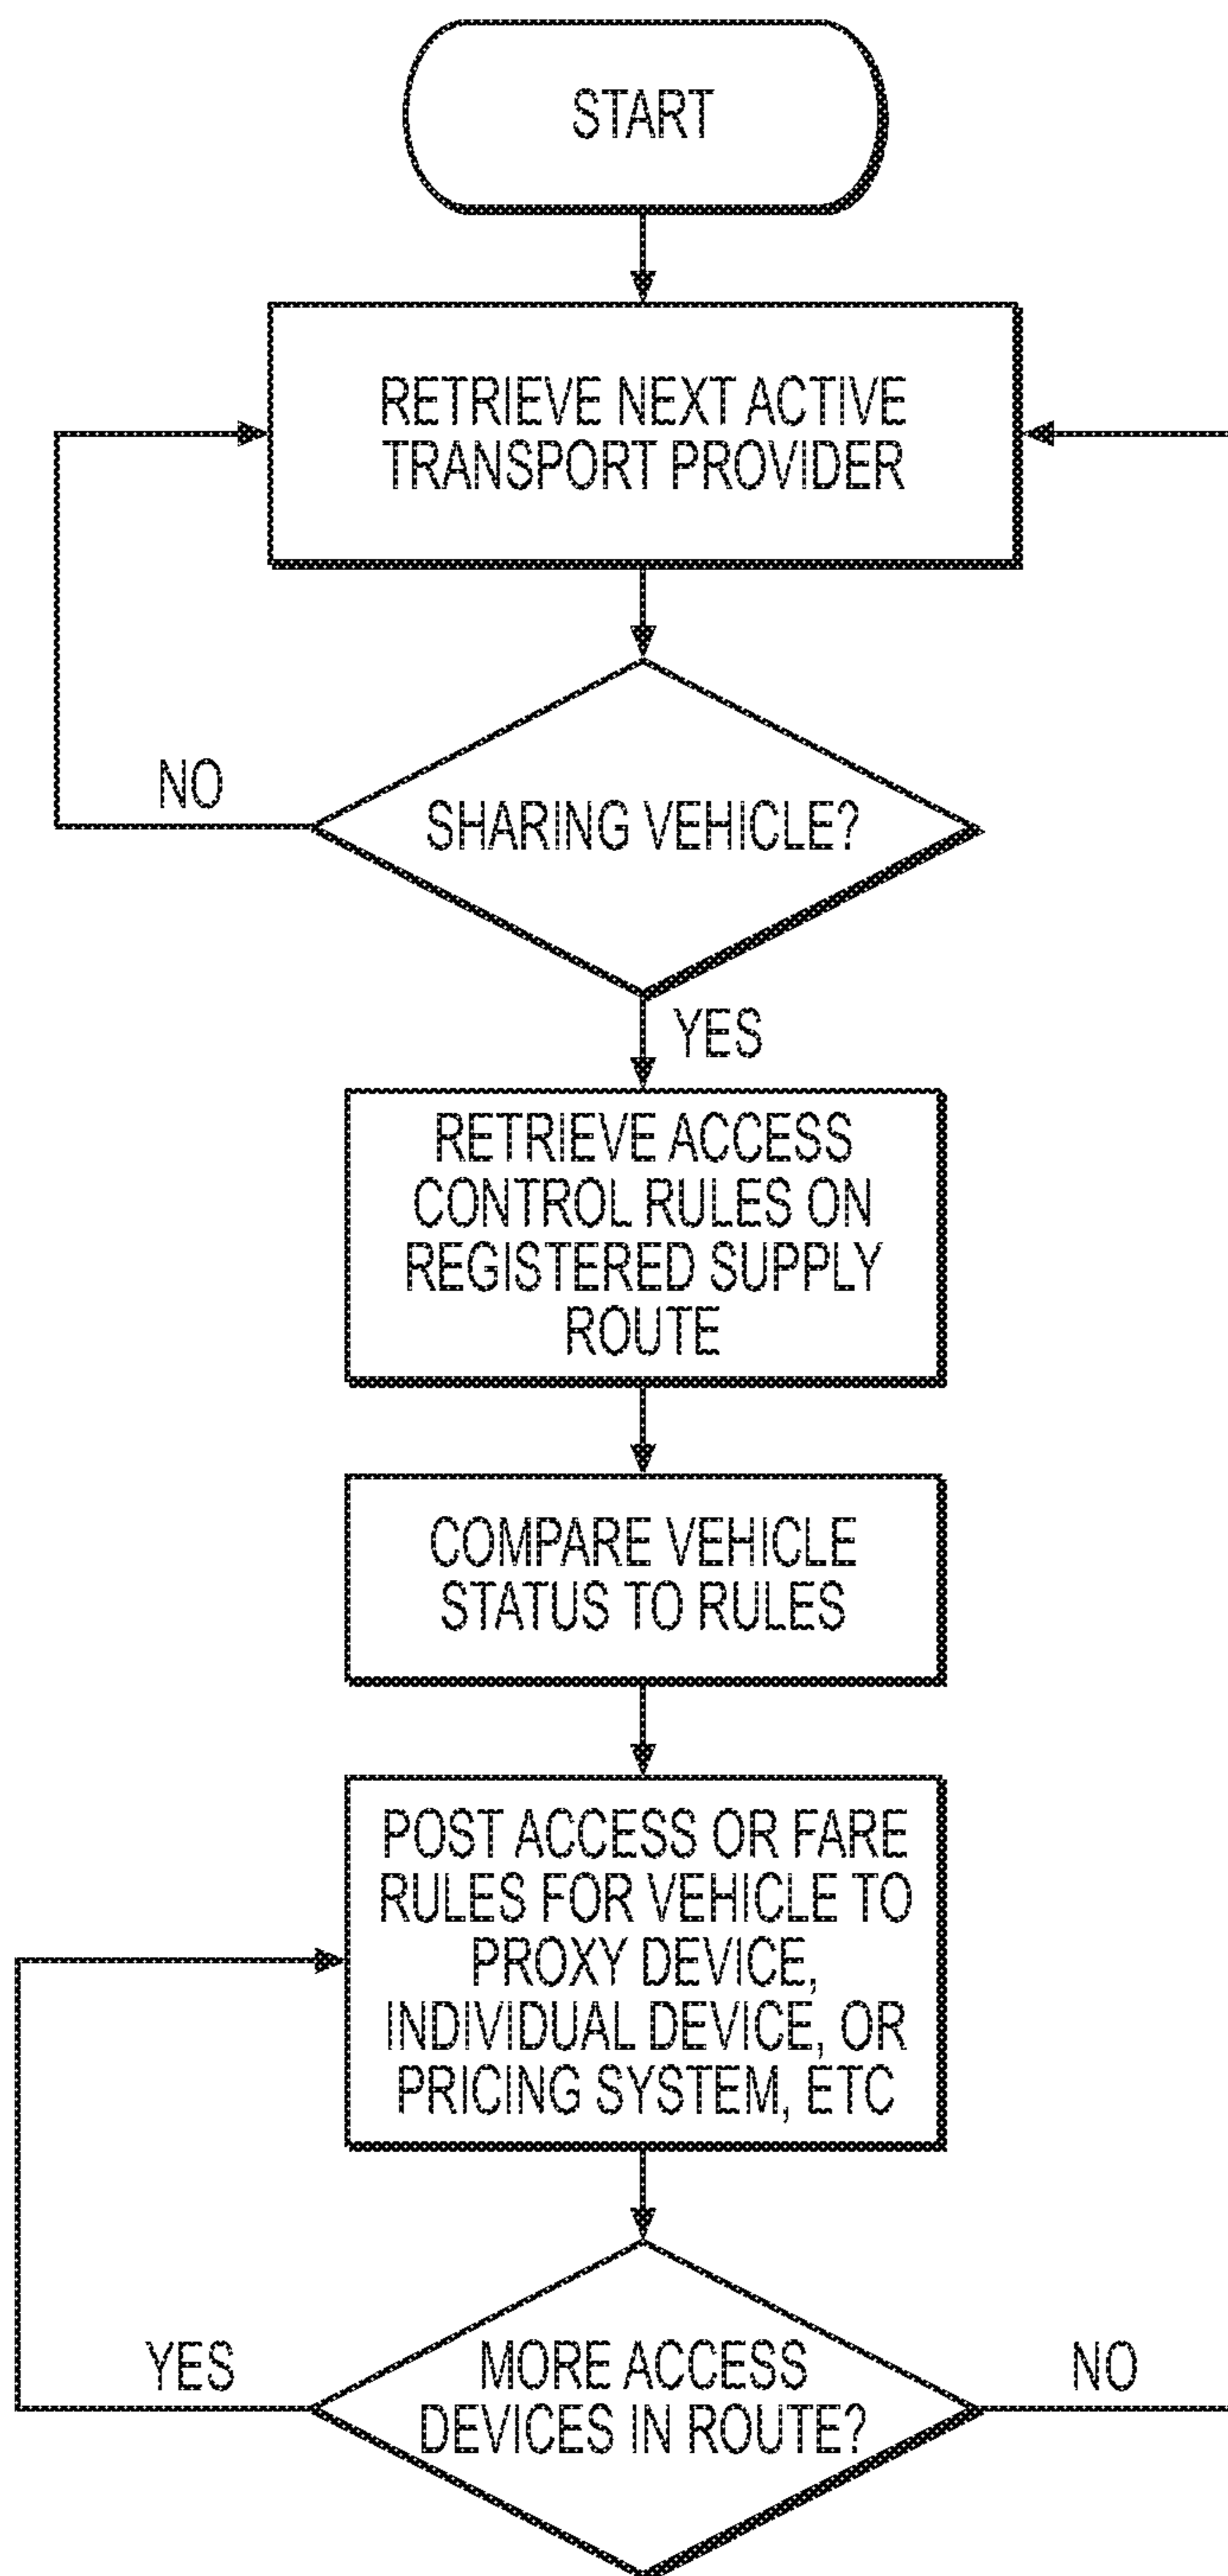 START
RETRIEVE NEXT ACTIVE
TRANSPORT PROVIDER
NO
SHARING VEHICLE?
YES
RETRIEVE ACCESS
CONTROL RULES ON
REGISTERED SUPPLY
ROUTE
COMPARE VEHICLE
STATUS TO RULES
POST ACCESS OR FARE
RULES FOR VEHICLE TO
PROXY DEVICE,
INDIVIDUAL DEVICE, OR
PRICING SYSTEM, ETC
YES
MORE ACCESS
DEVICES IN ROUTE?
NO